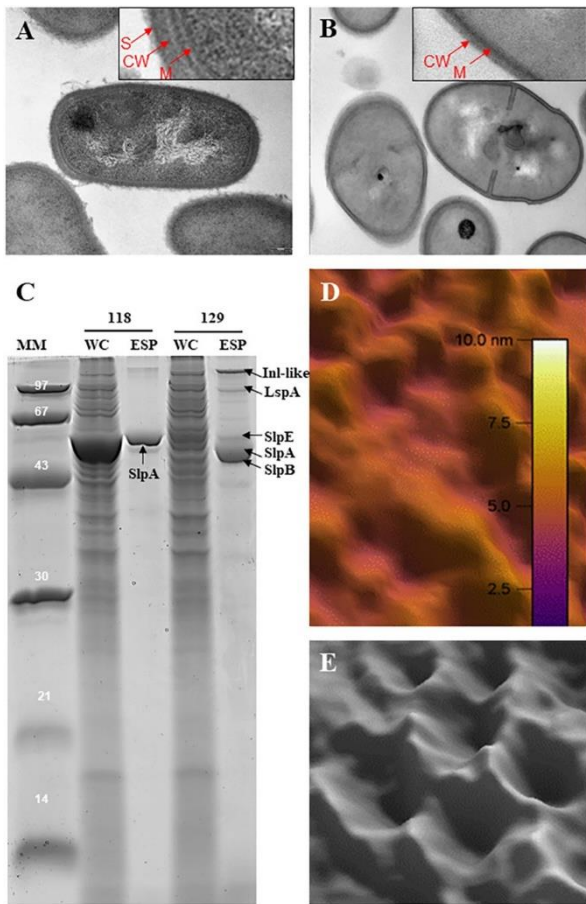 A
S
CW
M
B
CW
M
C
118 129
MM WC ESP WC ESP
97
67
43
30
21
14
SlpA
Inl-like
LspA
SlpE
SlpA
SlpB
D
10.0 nm
7.5
5.0
2.5
E